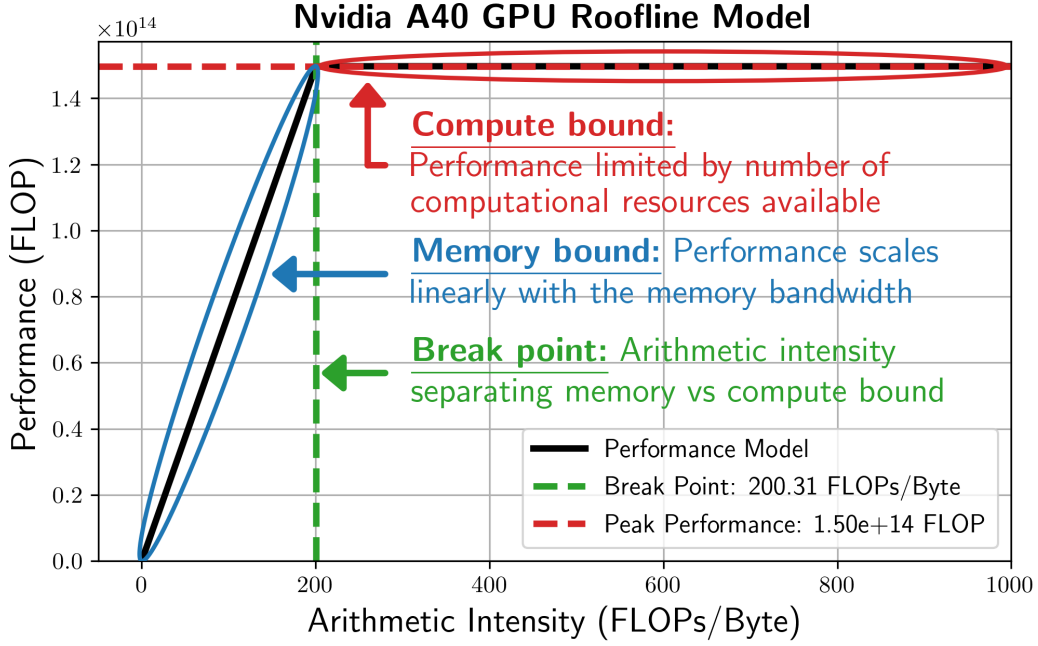 Nvidia A40 GPU Roofline Model
×10^14
1.4
1.2
1.0
0.8
0.6
0.4
0.2
0.0
Performance (FLOP)
Compute bound:
Performance limited by number of
computational resources available
Memory bound: Performance scales
linearly with the memory bandwidth
Break point: Arithmetic intensity
separating memory vs compute bound
Performance Model
Break Point: 200.31 FLOPs/Byte
Peak Performance: 1.50e+14 FLOP
0 200 400 600 800 1000
Arithmetic Intensity (FLOPs/Byte)